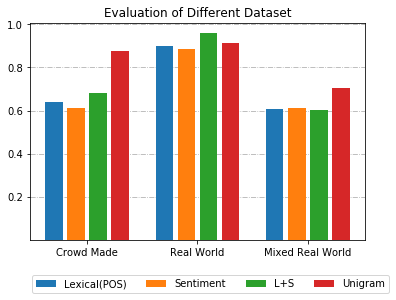 Evaluation of Different Dataset
1.0
0.8
0.6
0.4
0.2
Crowd Made Real World Mixed Real World
Lexical(POS) Sentiment L+S Unigram